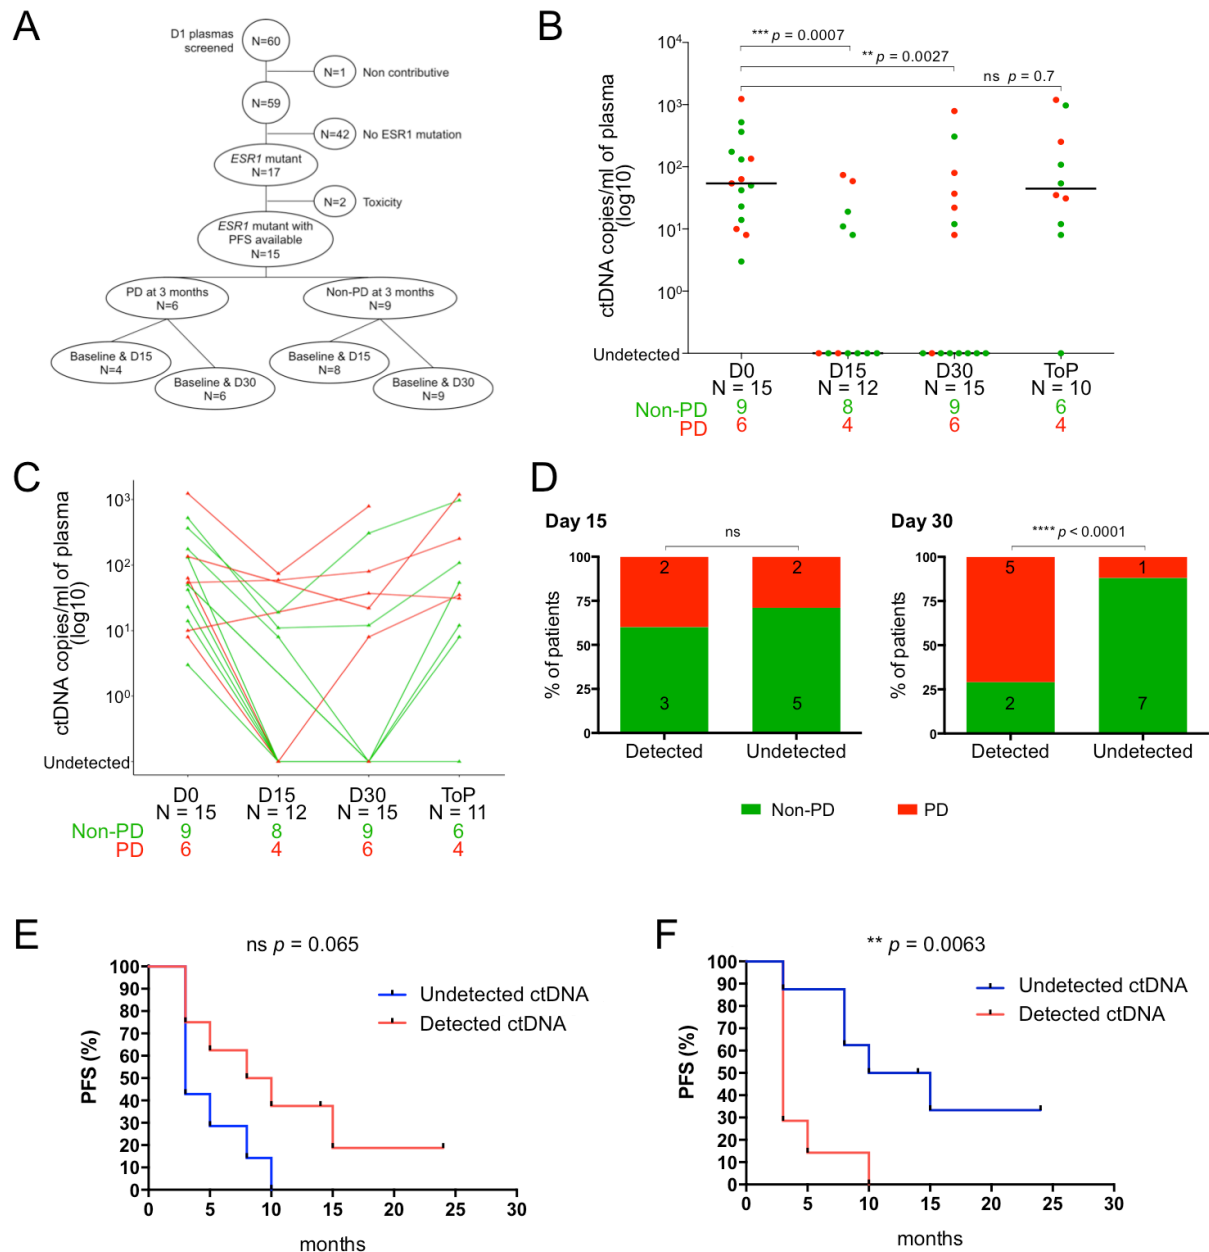 A
D1 plasmas
screened
N=60
N=1
Non contributive
N=59
N=42
No ESR1 mutation
ESR1 mutant
N=17
N=2
Toxicity
ESR1 mutant with
PFS available
N=15
PD at 3 months
N=6
Non-PD at 3 months
N=9
Baseline & D15
N=4
Baseline & D30
N=6
Baseline & D15
N=8
Baseline & D30
N=9
B
*** p = 0.0007
** p = 0.0027
ns p = 0.7
ctDNA copies/ml of plasma
(log10)
10⁴
10³
10²
10¹
10⁰
Undetected
D0 D15 D30 ToP
N = 15 N = 12 N = 15 N = 10
Non-PD 9 8 9 6
PD 6 4 6 4
C
ctDNA copies/ml of plasma
(log10)
10³
10²
10¹
10⁰
Undetected
D0 D15 D30 ToP
N = 15 N = 12 N = 15 N = 11
Non-PD 9 8 9 6
PD 6 4 6 4
D
Day 15
ns
% of patients
100
75
50
25
0
2 2
3 5
Detected Undetected
Day 30
**** p < 0.0001
% of patients
100
75
50
25
0
5 1
2 7
Detected Undetected
Non-PD PD
E
ns p = 0.065
PFS (%)
100
90
80
70
60
50
40
30
20
10
0
Undetected ctDNA
Detected ctDNA
0 5 10 15 20 25 30
months
F
** p = 0.0063
PFS (%)
100
90
80
70
60
50
40
30
20
10
0
Undetected ctDNA
Detected ctDNA
0 5 10 15 20 25 30
months